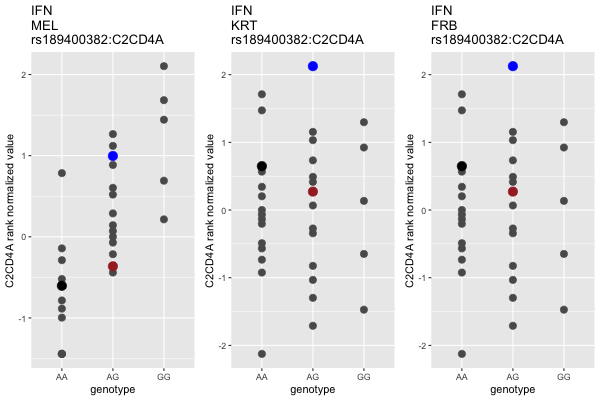 IFN
MEL
rs189400382:C2CD4A
C2CD4A rank normalized value
2
1
0
-1
AA
AG
GG
genotype
IFN
KRT
rs189400382:C2CD4A
C2CD4A rank normalized value
2
1
0
-1
-2
AA
AG
GG
genotype
IFN
FRB
rs189400382:C2CD4A
C2CD4A rank normalized value
2
1
0
-1
-2
AA
AG
GG
genotype